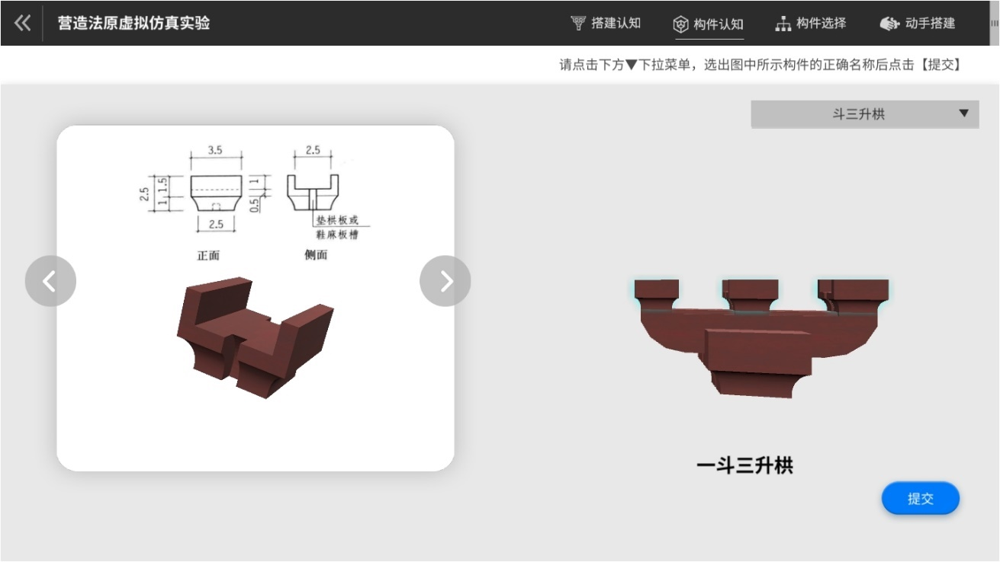 营造法原虚拟仿真实验
搭建认知
构件认知
构件选择
动手搭建
请点击下方▼下拉菜单，选出图中所示构件的正确名称后点击【提交】
斗三升栱
3.5
2.5
2.5
1.5
1
1
0.5
2.5
垫栱板或
鞋麻板槽
正面
侧面
一斗三升栱
提交